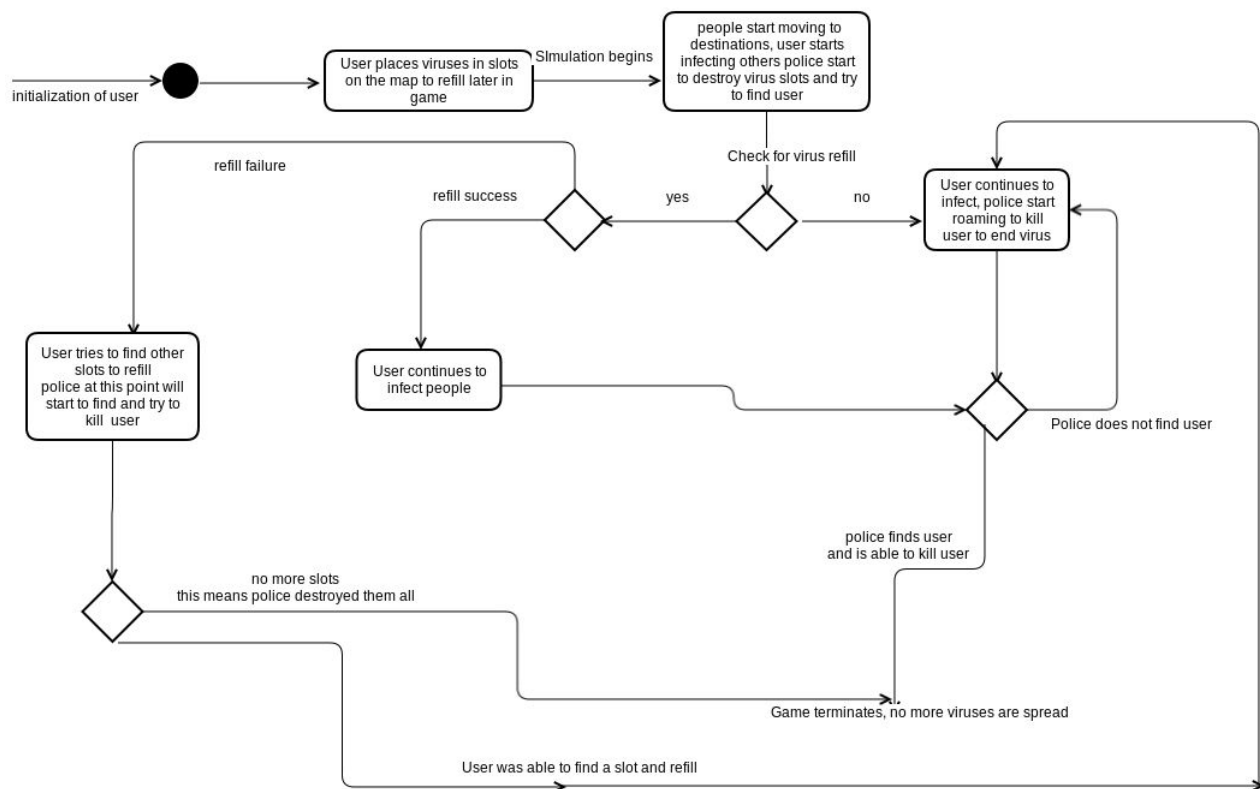 initialization of user
User places viruses in slots
on the map to refill later in
game
SImulation begins
people start moving to
destinations, user starts
infecting others police start
to destroy virus slots and try
to find user
Check for virus refill
refill failure
refill success
yes
no
User continues to
infect, police start
roaming to kill
user to end virus
User tries to find other
slots to refill
police at this point will
start to find and try to
kill user
User continues to
infect people
Police does not find user
police finds user
and is able to kill user
no more slots
this means police destroyed them all
Game terminates, no more viruses are spread
User was able to find a slot and refill